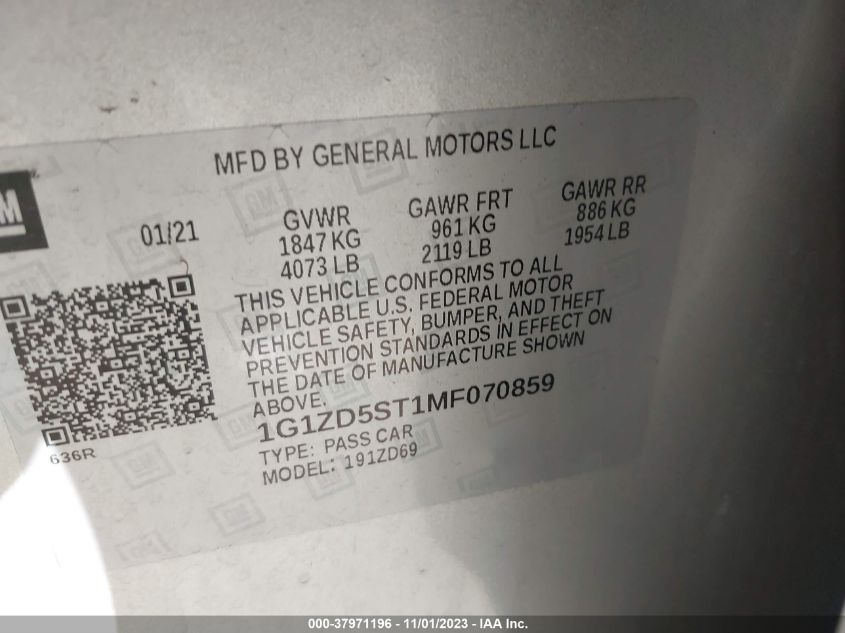 MFD BY GENERAL MOTORS LLC
GM
01/21
GVWR
1847 KG
4073 LB
GAWR FRT
961 KG
2119 LB
GAWR RR
886 KG
1954 LB
THIS VEHICLE CONFORMS TO ALL
APPLICABLE U.S. FEDERAL MOTOR
VEHICLE SAFETY, BUMPER, AND THEFT
PREVENTION STANDARDS IN EFFECT ON
THE DATE OF MANUFACTURE SHOWN
ABOVE.
1G1ZD5ST1MF070859
TYPE: PASS CAR
MODEL: 191ZD69
636R
000-37971196 - 11/01/2023 - IAA Inc.